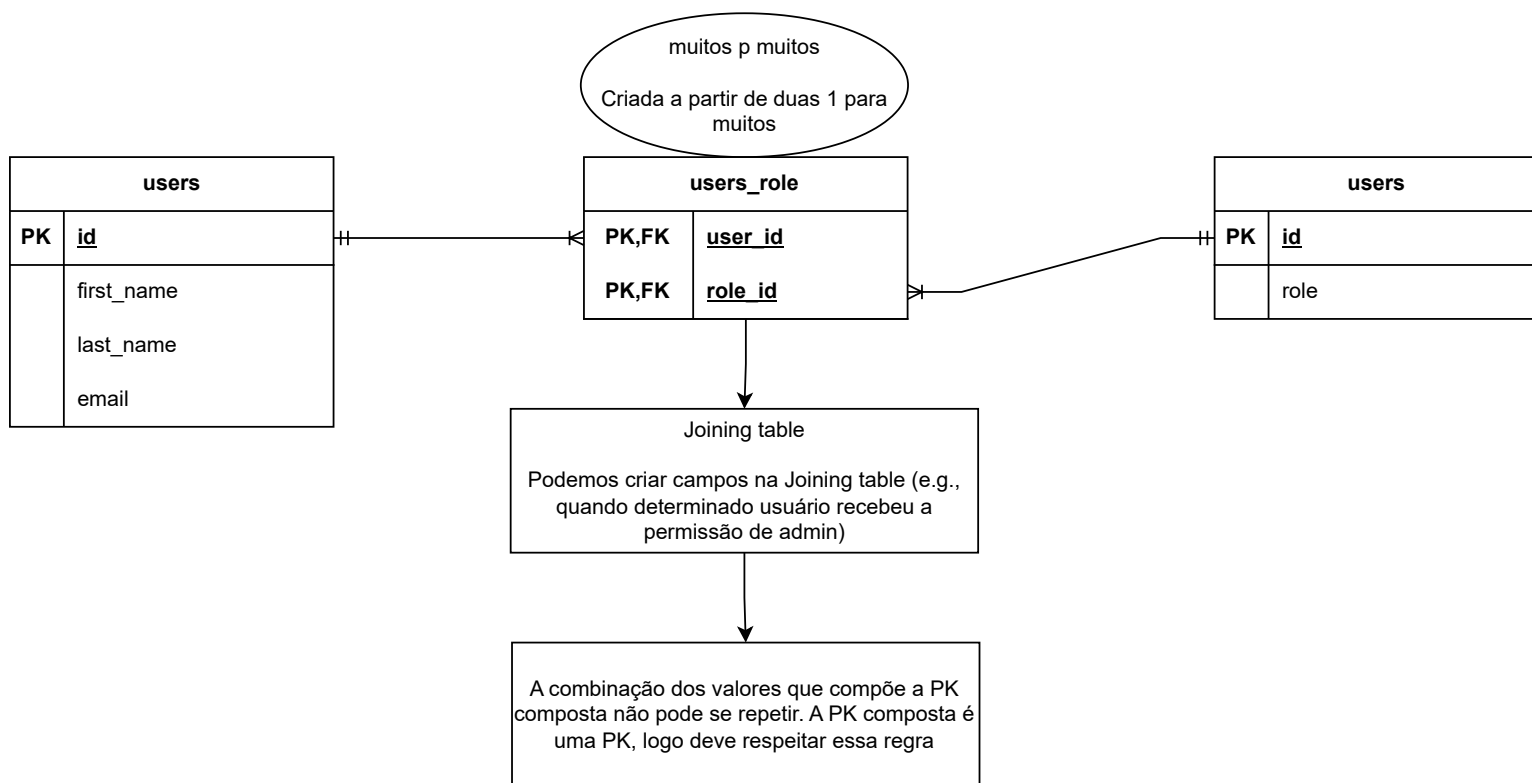 muitos p muitos
Criada a partir de duas 1 para
muitos
users
PK id
first_name
last_name
email
users_role
PK,FK user_id
PK,FK role_id
users
PK id
role
Joining table
Podemos criar campos na Joining table (e.g.,
quando determinado usuário recebeu a
permissão de admin)
A combinação dos valores que compõe a PK
composta não pode se repetir. A PK composta é
uma PK, logo deve respeitar essa regra